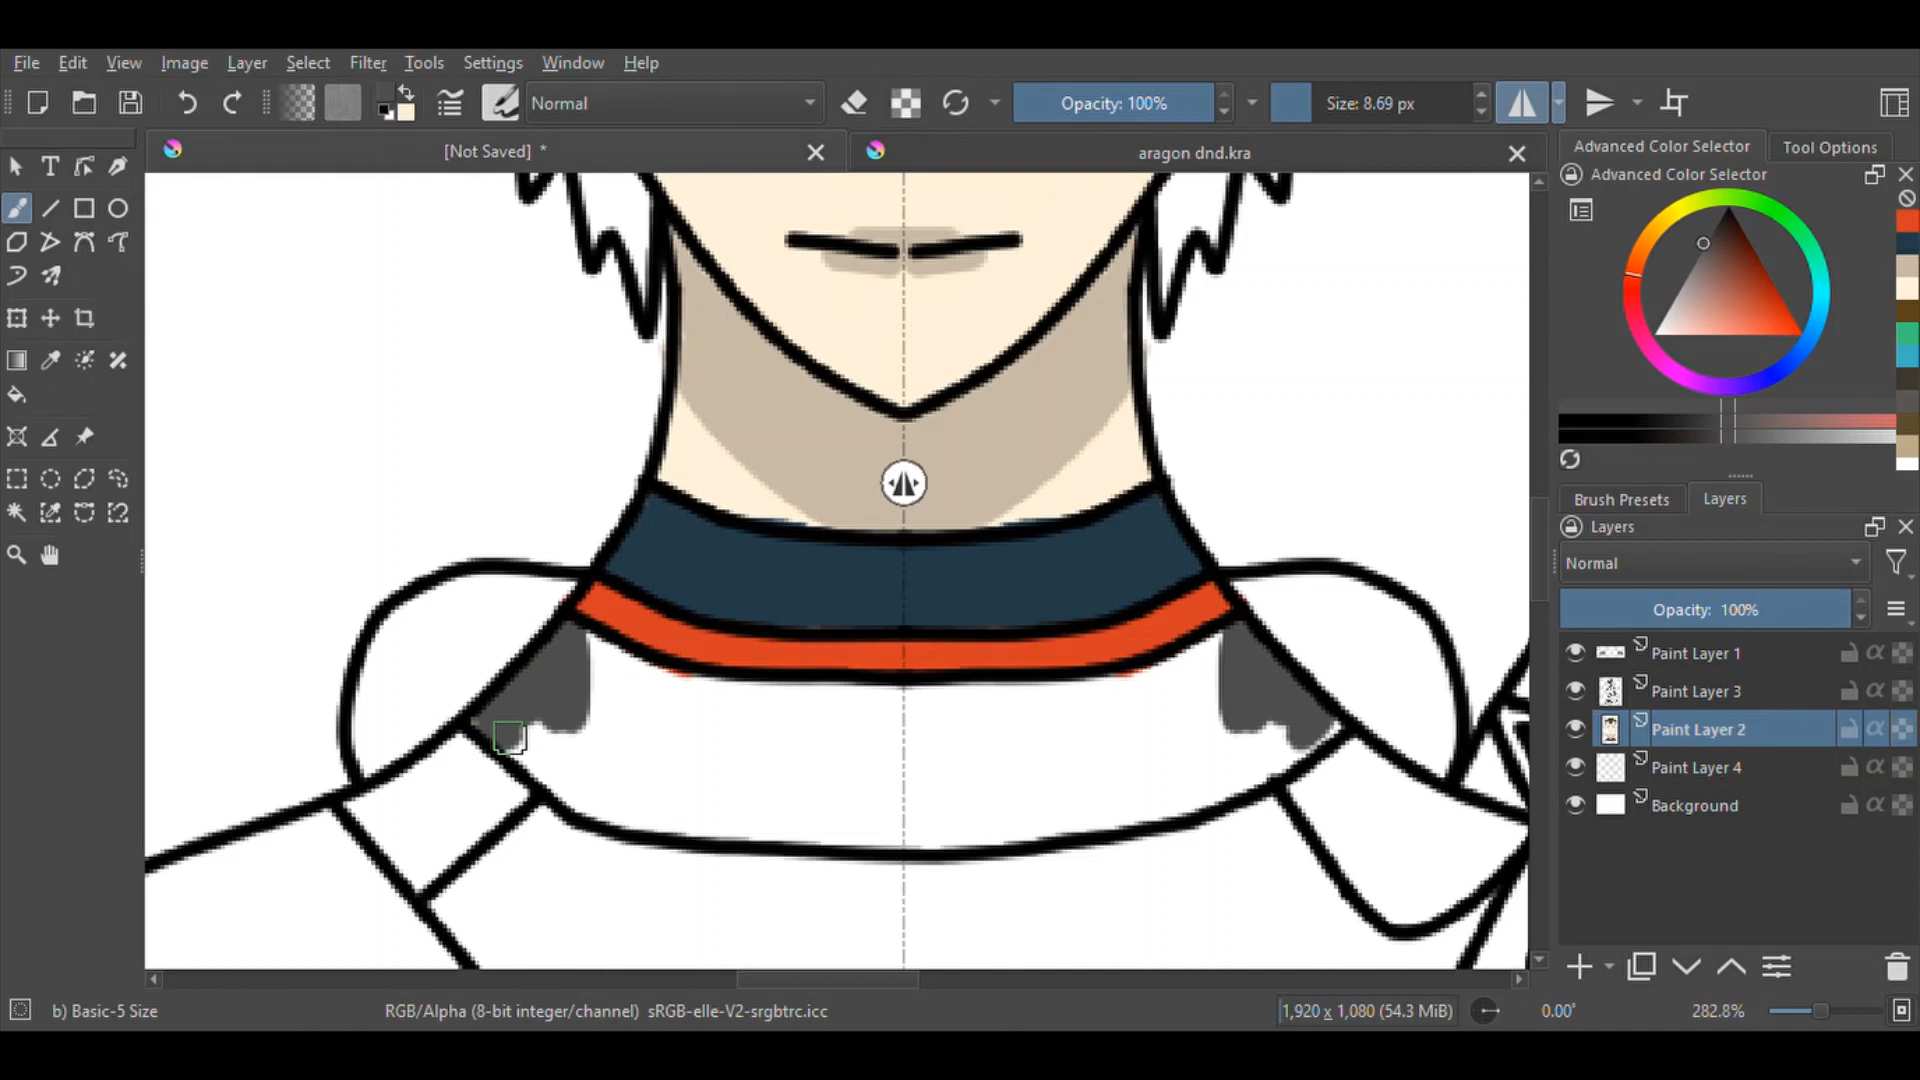 File Edit View Image Layer Select Filter Tools Settings Window Help
Normal Opacity: 100% Size: 8.69 px
[Not Saved] * aragon dnd.kra
Advanced Color Selector Tool Options
Advanced Color Selector
Brush Presets Layers
Layers
Normal
Opacity: 100%
Paint Layer 1
Paint Layer 3
Paint Layer 2
Paint Layer 4
Background
b) Basic-5 Size RGB/Alpha (8-bit integer/channel) sRGB-elle-V2-srgbtrc.icc 1,920 x 1,080 (54.3 MiB) 0.00° 282.8%